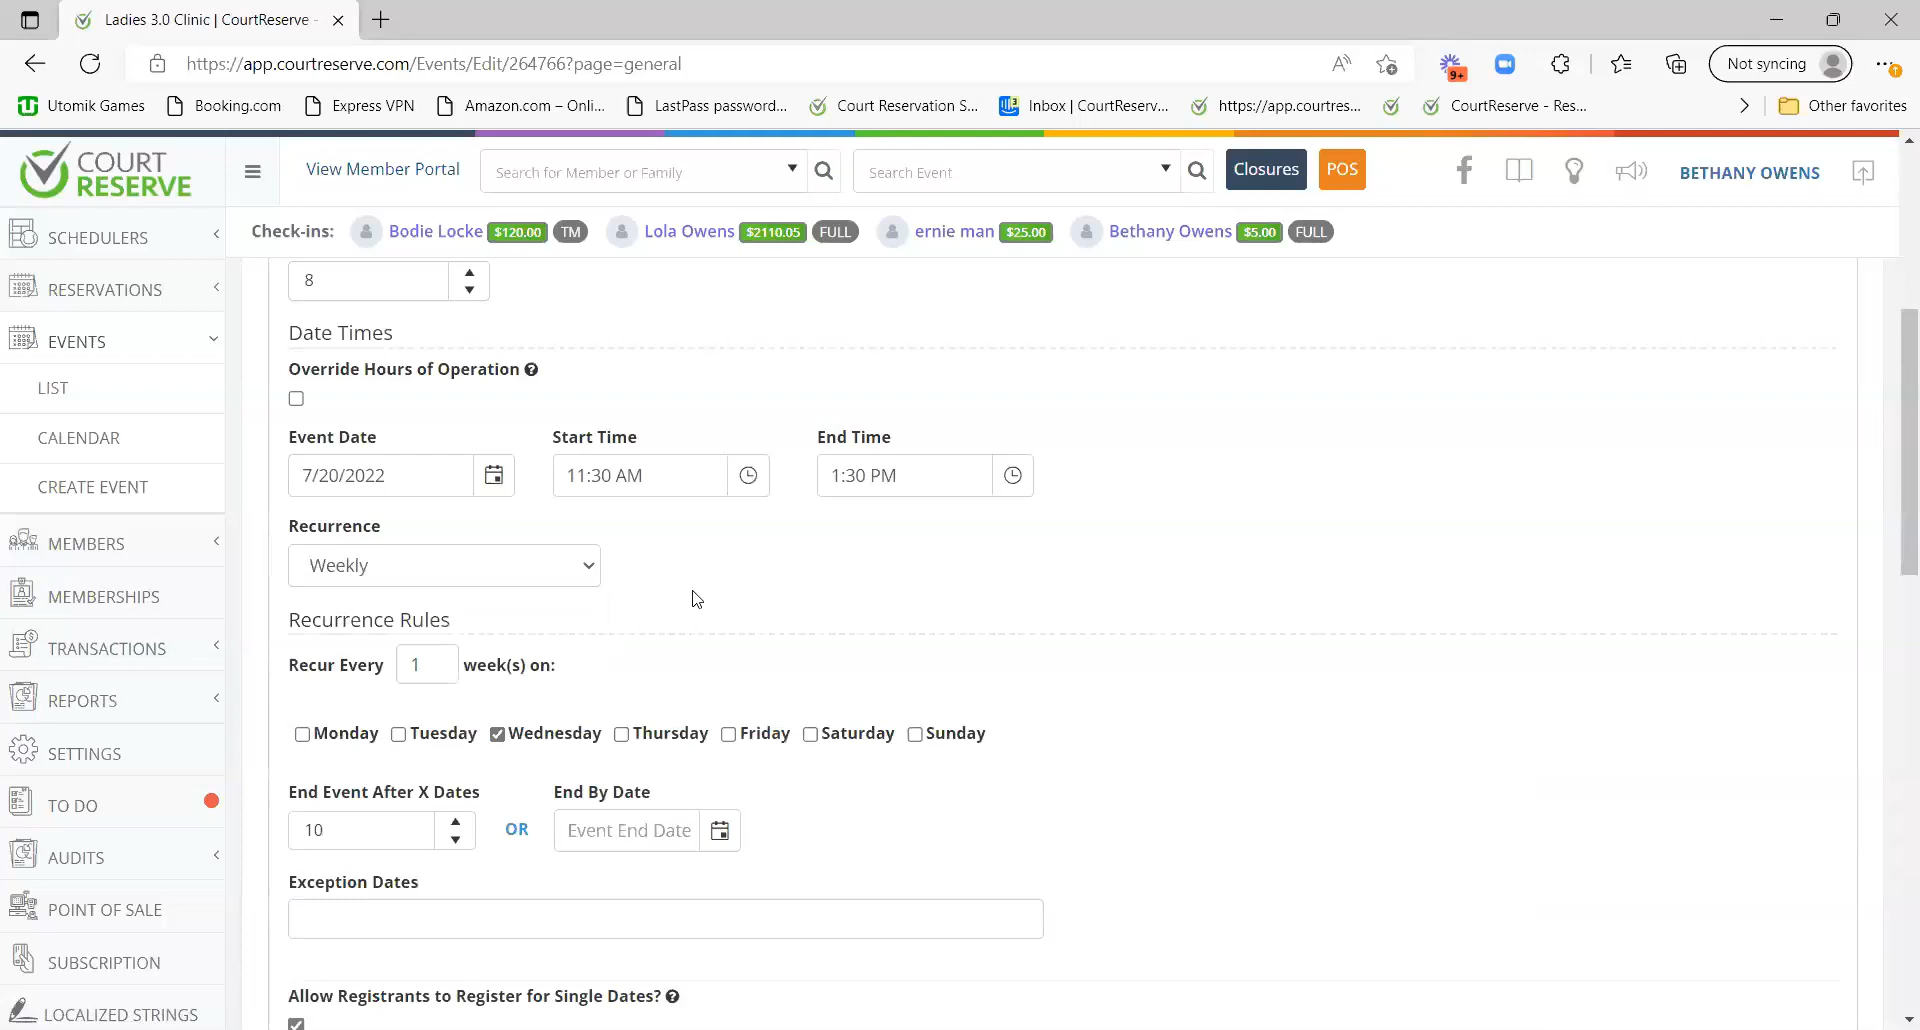 Ladies 3.0 Clinic | CourtReserve -
https://app.courtreserve.com/Events/Edit/264766?page=general
9+
Not syncing
Utomik Games
Booking.com
Express VPN
Amazon.com – Onli...
LastPass password...
Court Reservation S...
Inbox | CourtReserv...
https://app.courtres...
CourtReserve - Res...
Other favorites
COURT
RESERVE
View Member Portal
Search for Member or Family
Search Event
Closures
POS
BETHANY OWENS
Check-ins:
Bodie Locke $120.00 TM
Lola Owens $2110.05 FULL
ernie man $25.00
Bethany Owens $5.00 FULL
SCHEDULERS
RESERVATIONS
EVENTS
LIST
CALENDAR
CREATE EVENT
MEMBERS
MEMBERSHIPS
TRANSACTIONS
REPORTS
SETTINGS
TO DO
AUDITS
POINT OF SALE
SUBSCRIPTION
LOCALIZED STRINGS
8
Date Times
Override Hours of Operation
Event Date Start Time End Time
7/20/2022 11:30 AM 1:30 PM
Recurrence
Weekly
Recurrence Rules
Recur Every 1 week(s) on:
Monday Tuesday Wednesday Thursday Friday Saturday Sunday
End Event After X Dates End By Date
10 OR Event End Date
Exception Dates
Allow Registrants to Register for Single Dates?